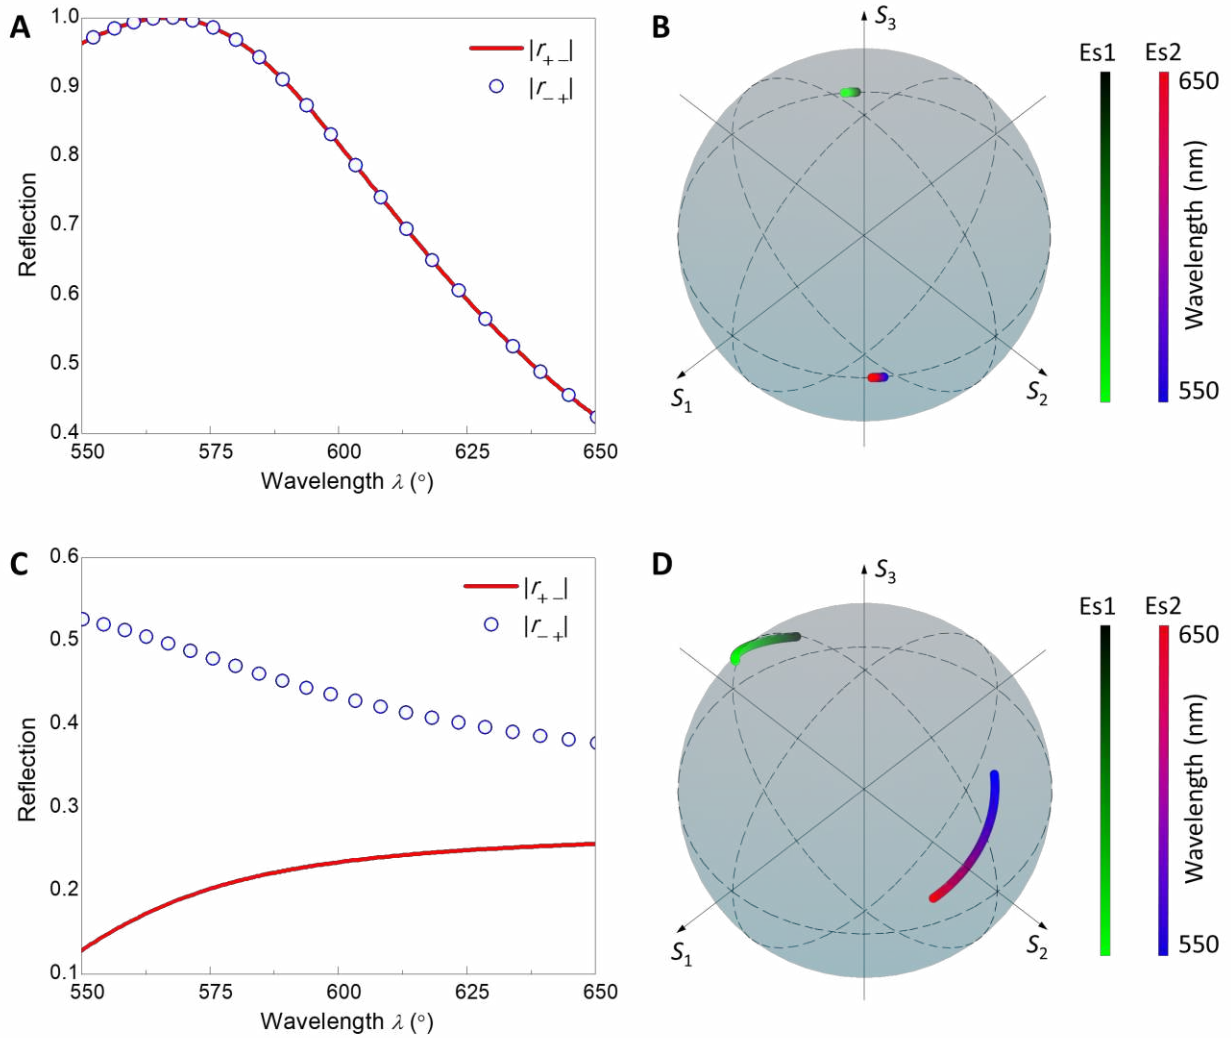 A
1.0
0.9
0.8
0.7
0.6
0.5
0.4
Reflection
|r+−|
|r−+|
550
575
600
625
650
Wavelength λ (°)
B
S3
S1
S2
Es1
Es2
650
Wavelength (nm)
550
C
0.6
0.5
0.4
0.3
0.2
0.1
Reflection
|r+−|
|r−+|
550
575
600
625
650
Wavelength λ (°)
D
S3
S1
S2
Es1
Es2
650
Wavelength (nm)
550